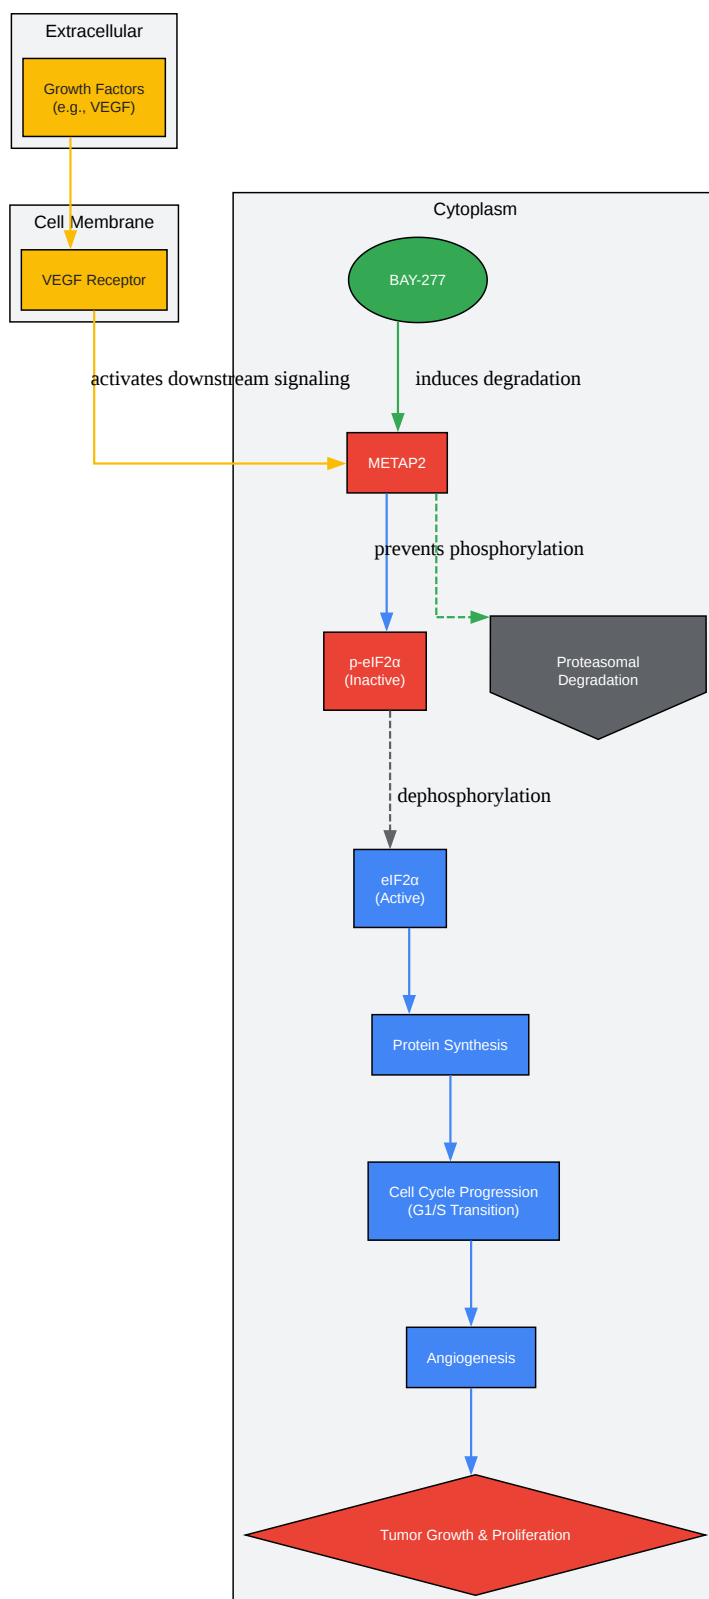 Extracellular
Growth Factors
(e.g., VEGF)
Cell Membrane
VEGF Receptor
Cytoplasm
BAY-277
activates downstream signaling
induces degradation
METAP2
prevents phosphorylation
p-eIF2α
(Inactive)
Proteasomal
Degradation
dephosphorylation
eIF2α
(Active)
Protein Synthesis
Cell Cycle Progression
(G1/S Transition)
Angiogenesis
Tumor Growth & Proliferation